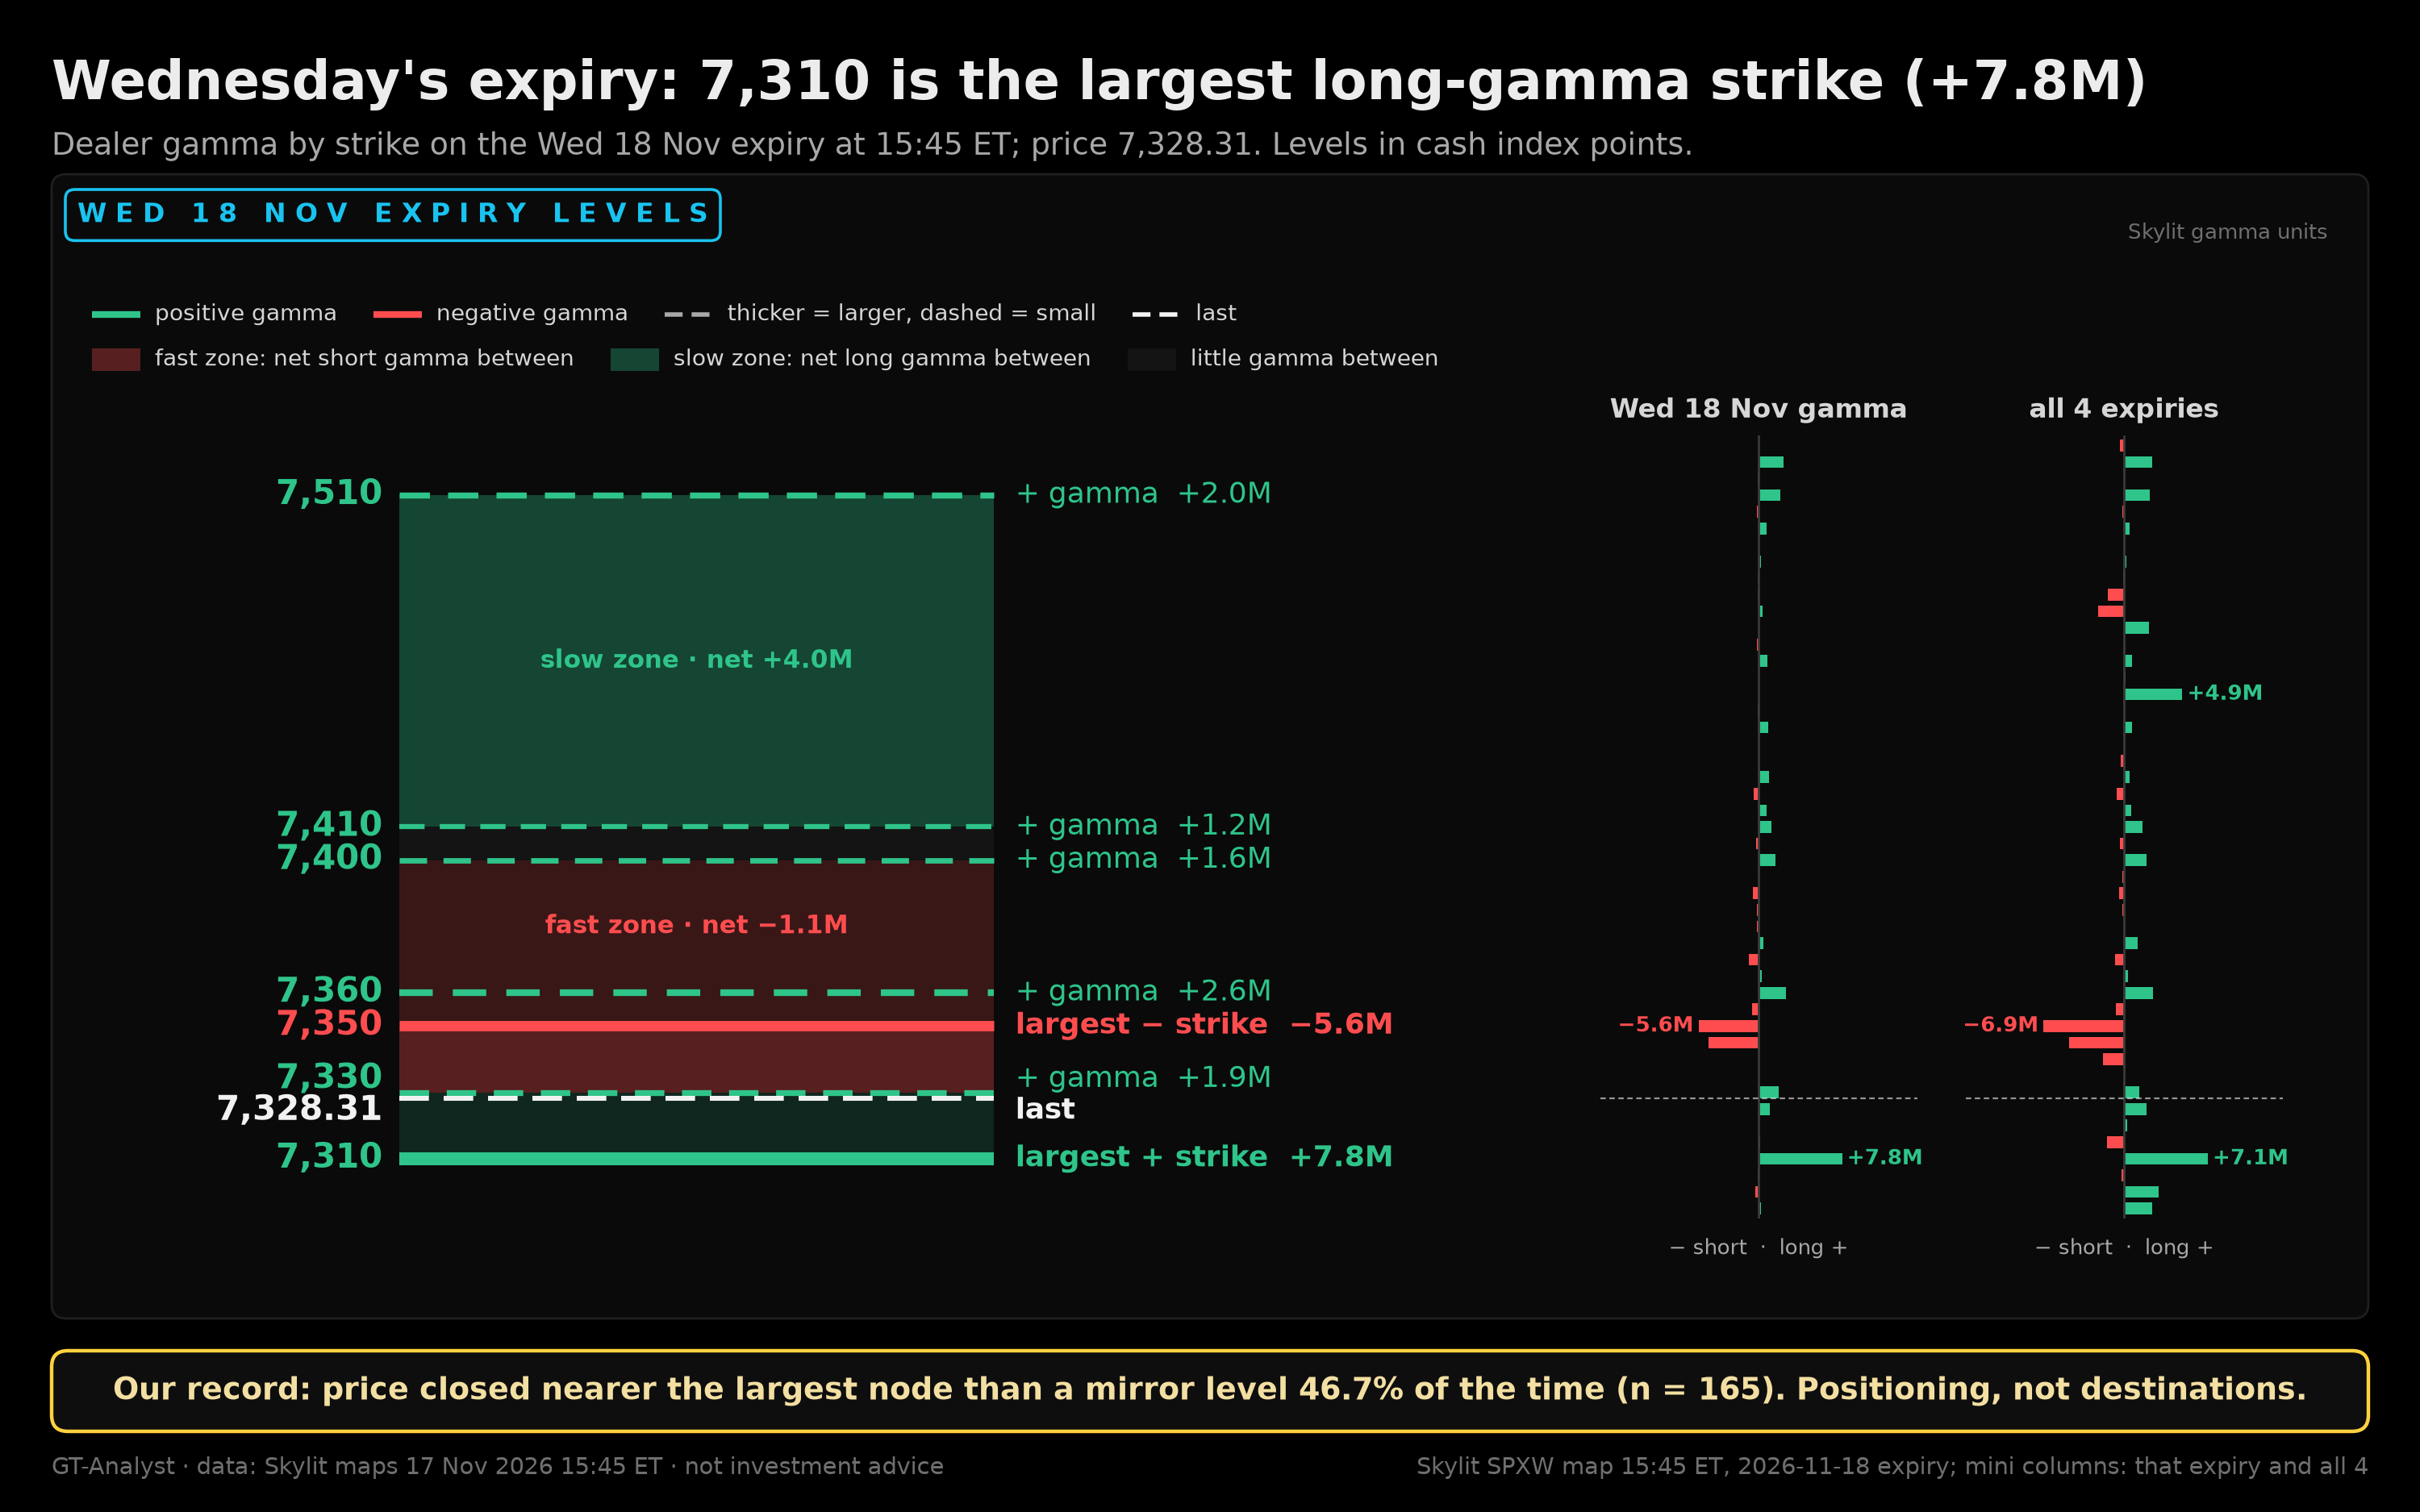 Wednesday's expiry: 7,310 is the largest long-gamma strike (+7.8M)
Dealer gamma by strike on the Wed 18 Nov expiry at 15:45 ET; price 7,328.31. Levels in cash index points.
WED 18 NOV EXPIRY LEVELS
Skylit gamma units
positive gamma negative gamma thicker = larger, dashed = small last
fast zone: net short gamma between slow zone: net long gamma between little gamma between
Wed 18 Nov gamma all 4 expiries
7,510 + gamma +2.0M
slow zone · net +4.0M
+4.9M
7,410 + gamma +1.2M
7,400 + gamma +1.6M
fast zone · net −1.1M
7,360 + gamma +2.6M
7,350 largest − strike −5.6M −5.6M −6.9M
7,330 + gamma +1.9M
7,328.31 last
7,310 largest + strike +7.8M +7.8M +7.1M
− short · long + − short · long +
Our record: price closed nearer the largest node than a mirror level 46.7% of the time (n = 165). Positioning, not destinations.
GT-Analyst · data: Skylit maps 17 Nov 2026 15:45 ET · not investment advice
Skylit SPXW map 15:45 ET, 2026-11-18 expiry; mini columns: that expiry and all 4